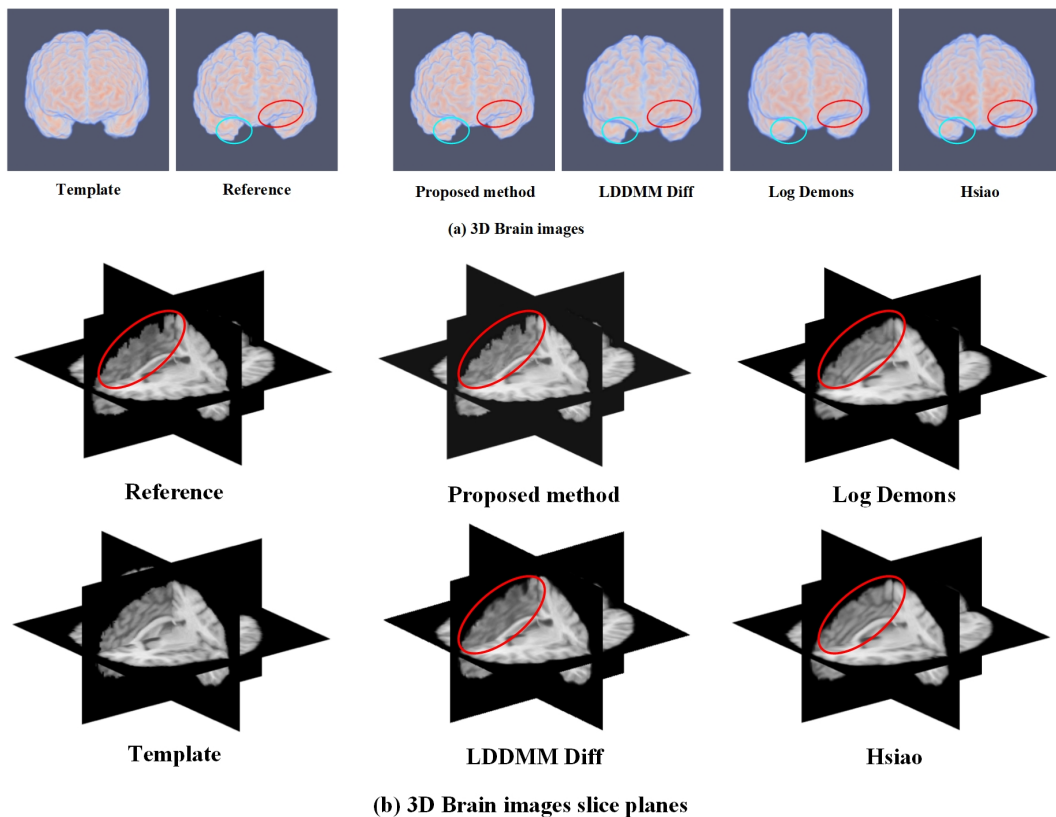 Template
Reference
Proposed method
LDDMM Diff
Log Demons
Hsiao
(a) 3D Brain images
Reference
Proposed method
Log Demons
Template
LDDMM Diff
Hsiao
(b) 3D Brain images slice planes